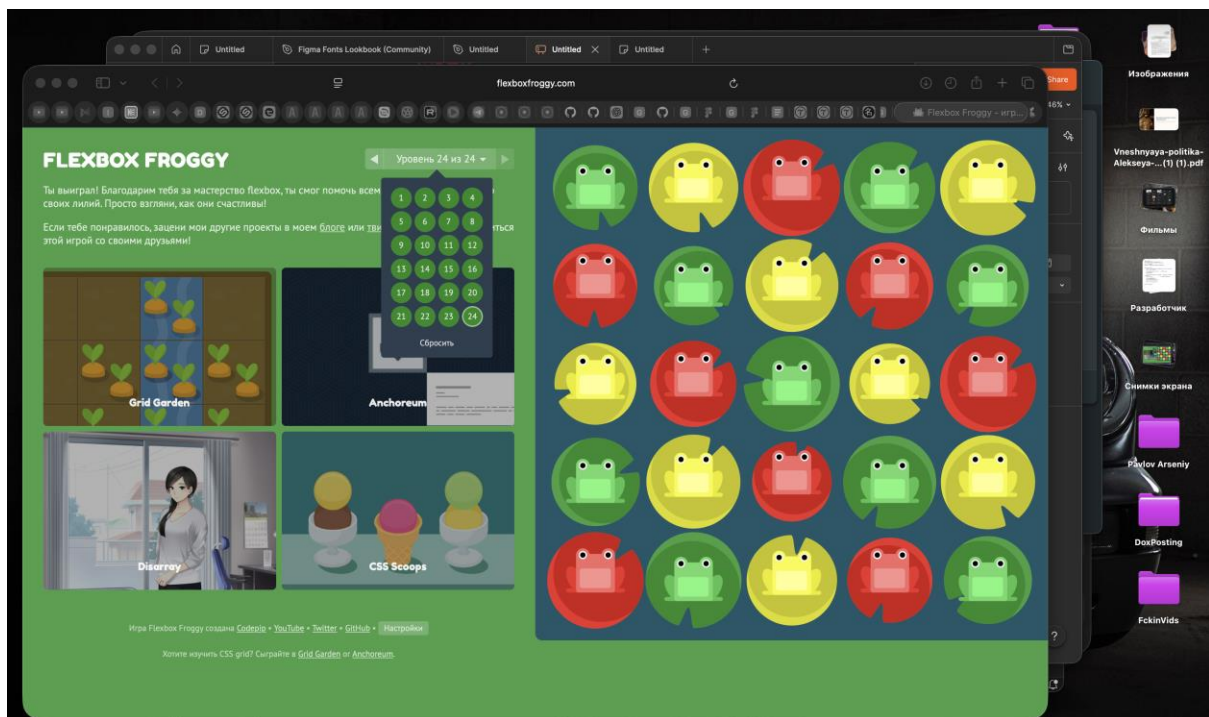 Untitled
Figma Fonts Lookbook (Community)
Untitled
Untitled
Untitled
flexboxfroggy.com
Share
46%
Flexbox Froggy - игр...
FLEXBOX FROGGY
Уровень 24 из 24
Ты выиграл! Благодарим тебя за мастерство flexbox, ты смог помочь всем
своих лилий. Просто взгляни, как они счастливы!
Если тебе понравилось, зацени мои другие проекты в моем блоге или
этой игрой со своими друзьями!
1 2 3 4
5 6 7 8
9 10 11 12
13 14 15 16
17 18 19 20
21 22 23 24
Сбросить
Grid Garden
Anchoreum
Disarray
CSS Scoops
Игра Flexbox Froggy создана Codepip • YouTube • Twitter • GitHub • Настройки
Хотите изучить CSS grid? Сыграйте в Grid Garden or Anchoreum.
Изображения
Vneshnyaya-politika-
Alekseya-...(1) (1).pdf
Фильмы
Разработчик
Снимки экрана
Pavlov Arseniy
DoxPosting
FckinVids
?